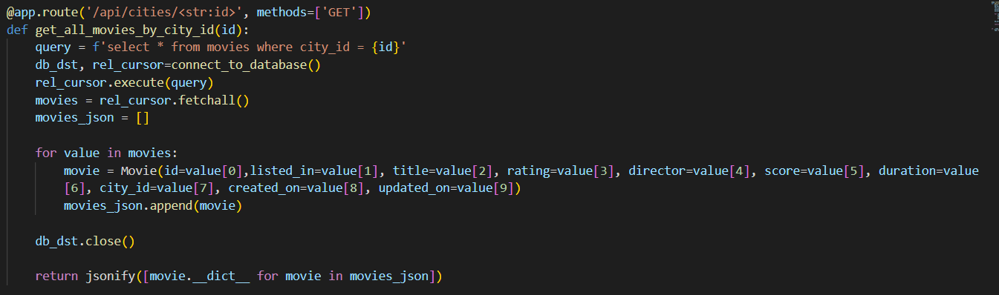 @app.route('/api/cities/<str:id>', methods=['GET'])
def get_all_movies_by_city_id(id):
    query = f'select * from movies where city_id = {id}'
    db_dst, rel_cursor=connect_to_database()
    rel_cursor.execute(query)
    movies = rel_cursor.fetchall()
    movies_json = []

    for value in movies:
        movie = Movie(id=value[0],listed_in=value[1], title=value[2], rating=value[3], director=value[4], score=value[5], duration=value
        [6], city_id=value[7], created_on=value[8], updated_on=value[9])
        movies_json.append(movie)

    db_dst.close()

    return jsonify([movie.__dict__ for movie in movies_json])